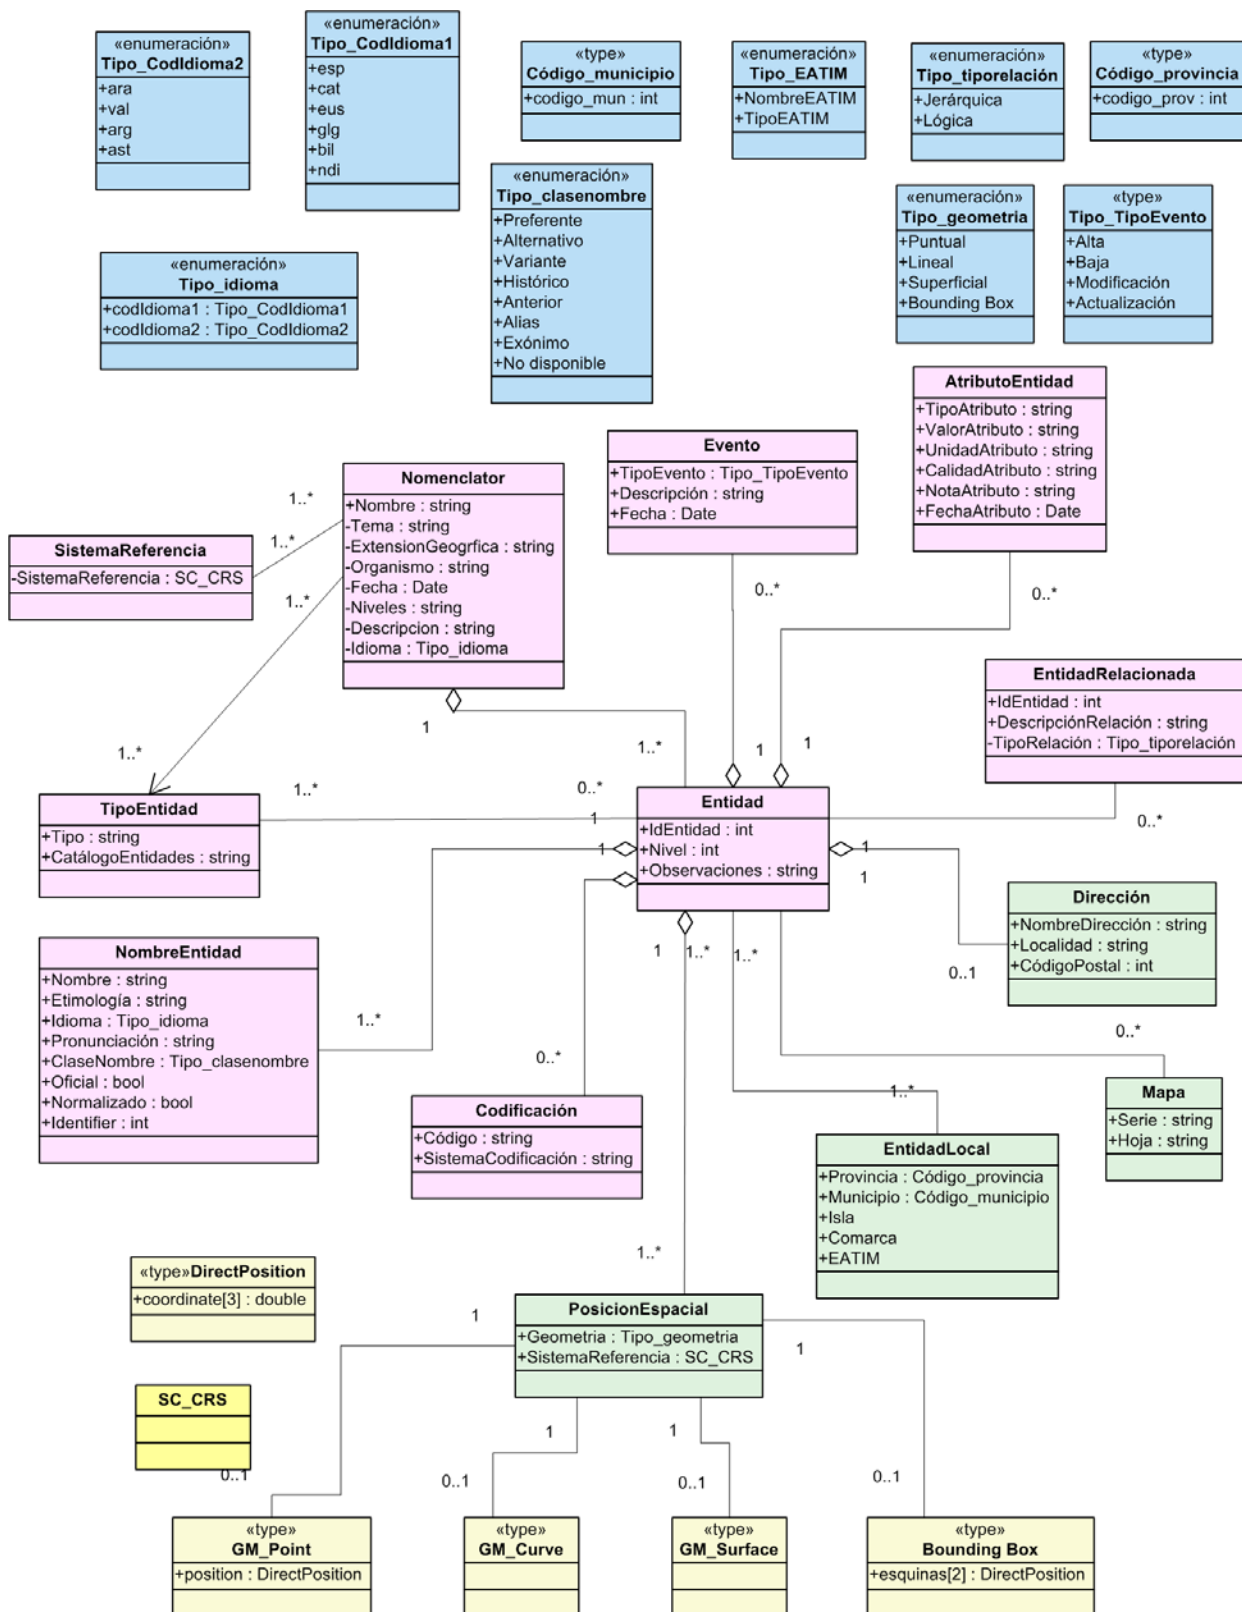 «enumeración»
Tipo_CodIdioma2
+ara
+val
+arg
+ast
«enumeración»
Tipo_CodIdioma1
+esp
+cat
+eus
+glg
+bil
+ndi
«type»
Código_municipio
+codigo_mun : int
«enumeración»
Tipo_EATIM
+NombreEATIM
+TipoEATIM
«enumeración»
Tipo_tiporelación
+Jerárquica
+Lógica
«type»
Código_provincia
+codigo_prov : int
«enumeración»
Tipo_idioma
+codIdioma1 : Tipo_CodIdioma1
+codIdioma2 : Tipo_CodIdioma2
«enumeración»
Tipo_clasenombre
+Preferente
+Alternativo
+Variante
+Histórico
+Anterior
+Alias
+Exónimo
+No disponible
«enumeración»
Tipo_geometria
+Puntual
+Lineal
+Superficial
+Bounding Box
«type»
Tipo_TipoEvento
+Alta
+Baja
+Modificación
+Actualización
AtributoEntidad
+TipoAtributo : string
+ValorAtributo : string
+UnidadAtributo : string
+CalidadAtributo : string
+NotaAtributo : string
+FechaAtributo : Date
0..*
Evento
+TipoEvento : Tipo_TipoEvento
+Descripción : string
+Fecha : Date
0..*
Nomenclator
+Nombre : string
-Tema : string
-ExtensionGeogrfica : string
-Organismo : string
-Fecha : Date
-Niveles : string
-Descripcion : string
-Idioma : Tipo_idioma
1..*
1..*
1..*
SistemaReferencia
-SistemaReferencia : SC_CRS
EntidadRelacionada
+IdEntidad : int
+DescripciónRelación : string
-TipoRelación : Tipo_tiporelación
1
1..*
1
1
1..*
TipoEntidad
+Tipo : string
+CatálogoEntidades : string
1..*
0..*
1
0..*
Entidad
+IdEntidad : int
+Nivel : int
+Observaciones : string
1
1
1
1
1..*
1..*
Dirección
+NombreDirección : string
+Localidad : string
+CódigoPostal : int
0..1
NombreEntidad
+Nombre : string
+Etimología : string
+Idioma : Tipo_idioma
+Pronunciación : string
+ClaseNombre : Tipo_clasenombre
+Oficial : bool
+Normalizado : bool
+Identifier : int
1..*
0..*
0..*
1..*
Codificación
+Código : string
+SistemaCodificación : string
Mapa
+Serie : string
+Hoja : string
EntidadLocal
+Provincia : Código_provincia
+Municipio : Código_municipio
+Isla
+Comarca
+EATIM
1..*
«type»DirectPosition
+coordinate[3] : double
PosicionEspacial
+Geometria : Tipo_geometria
+SistemaReferencia : SC_CRS
1
1
1
1
SC_CRS
0..1
0..1
0..1
0..1
«type»
GM_Point
+position : DirectPosition
«type»
GM_Curve
«type»
GM_Surface
«type»
Bounding Box
+esquinas[2] : DirectPosition